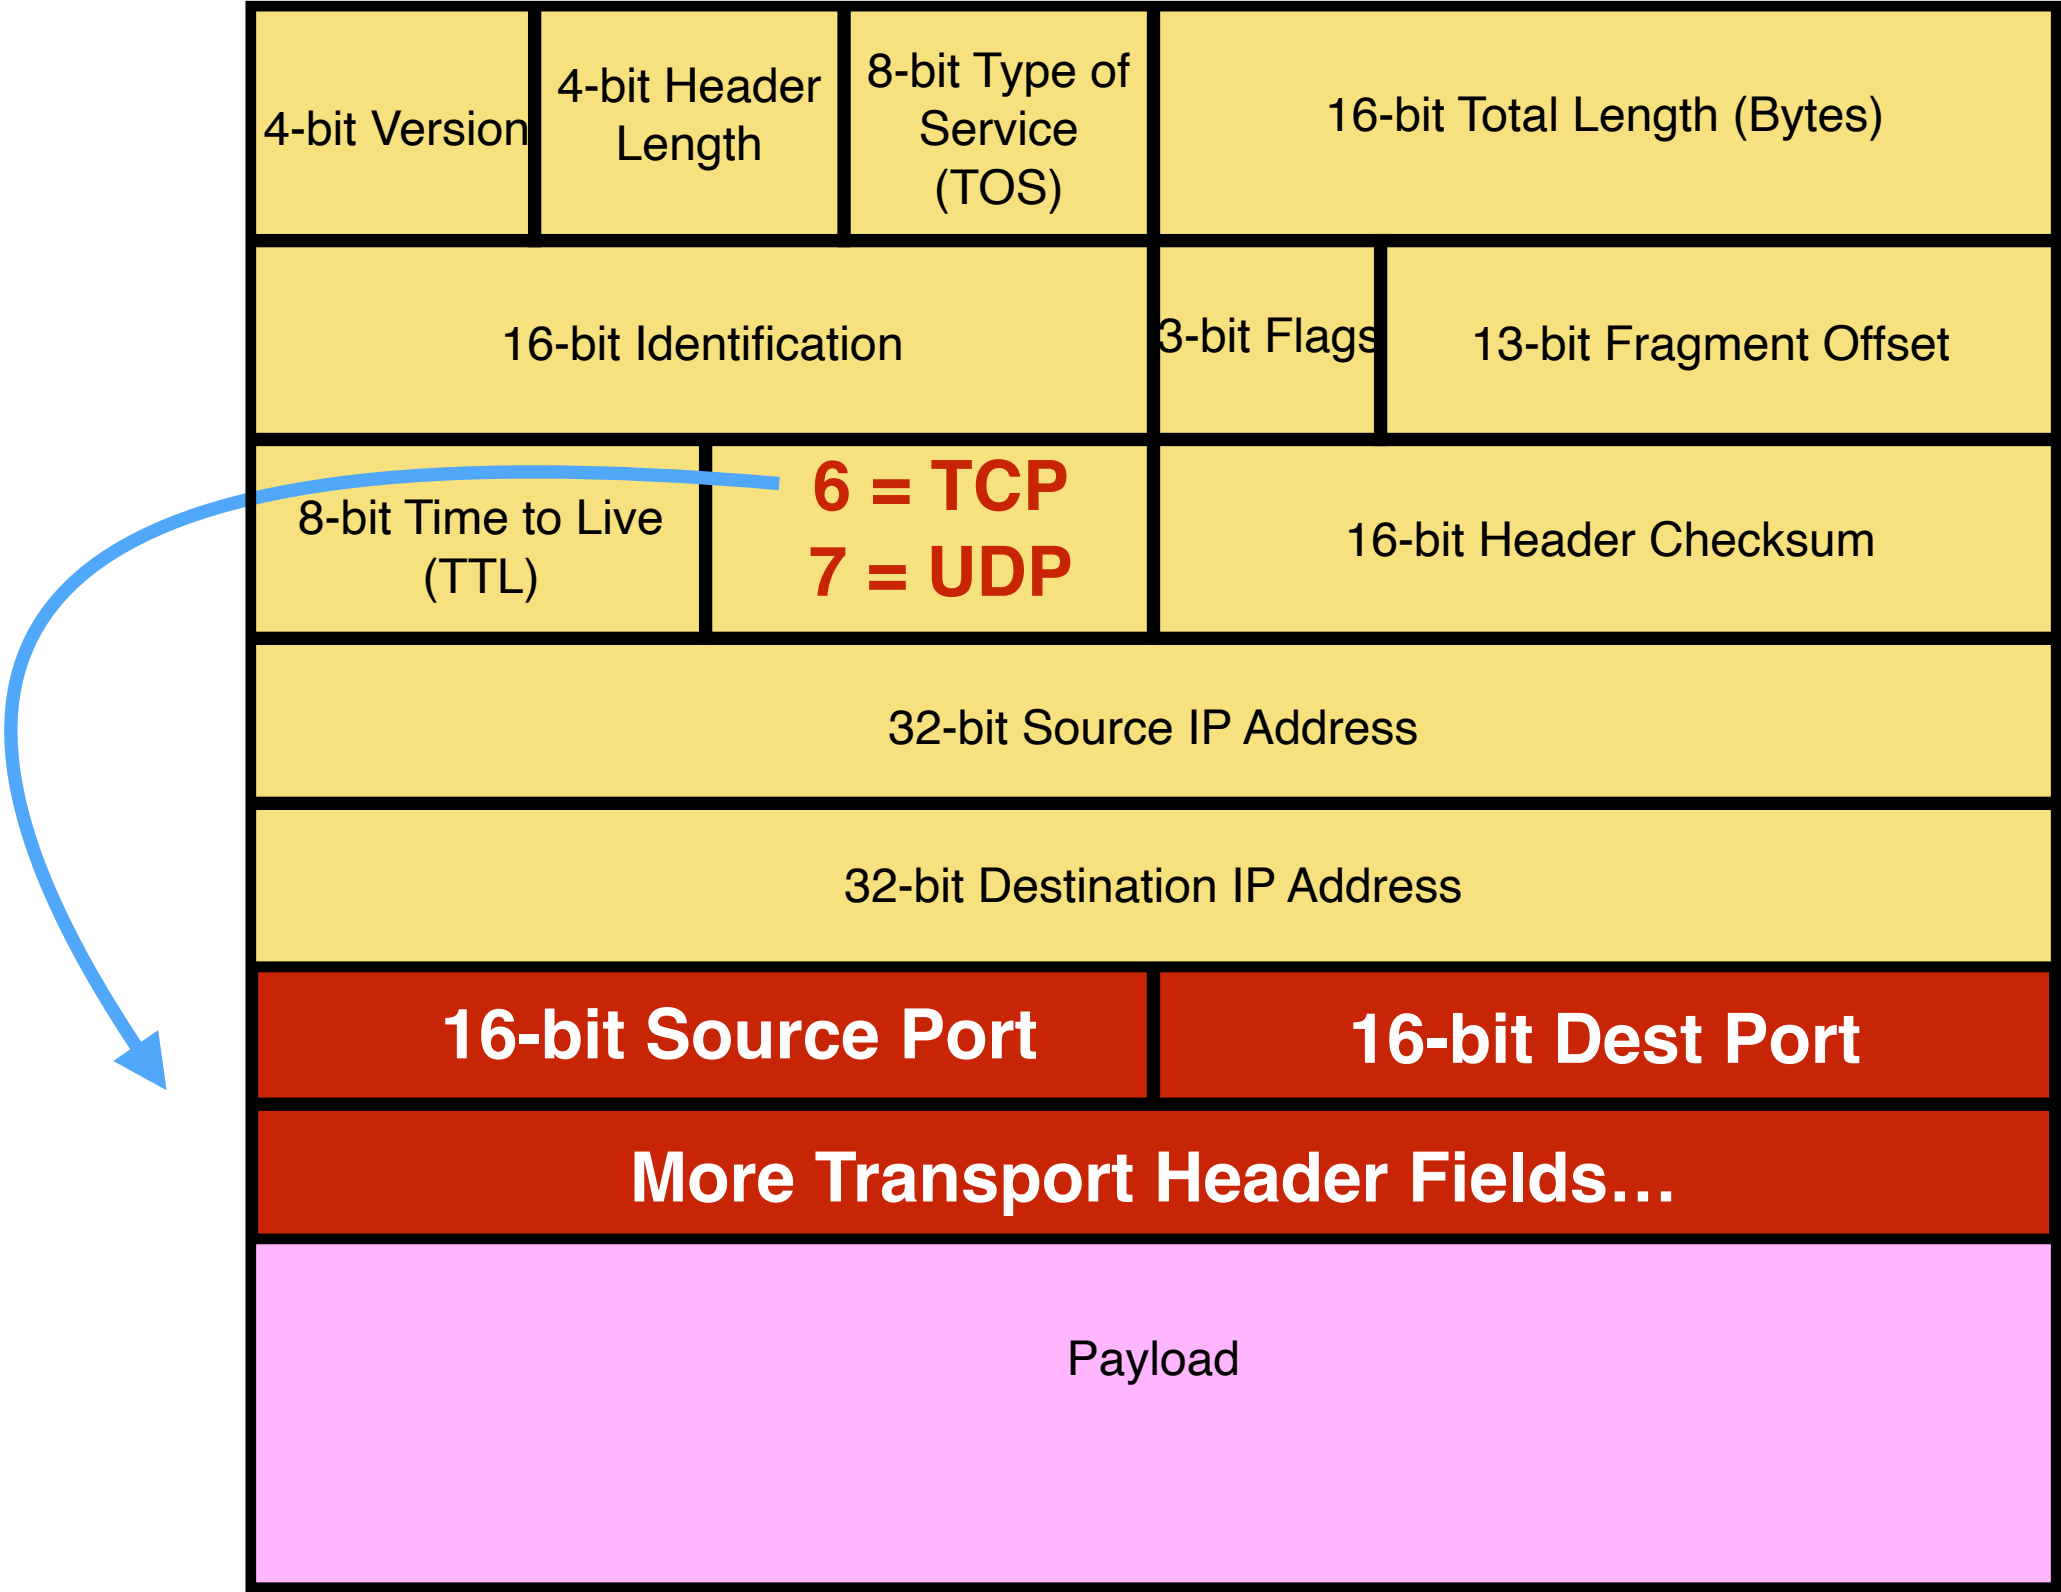 4-bit Version
4-bit Header
Length
8-bit Type of
Service
(TOS)
16-bit Total Length (Bytes)
16-bit Identification
3-bit Flags
13-bit Fragment Offset
8-bit Time to Live
(TTL)
6 = TCP
7 = UDP
16-bit Header Checksum
32-bit Source IP Address
32-bit Destination IP Address
16-bit Source Port
16-bit Dest Port
More Transport Header Fields…
Payload